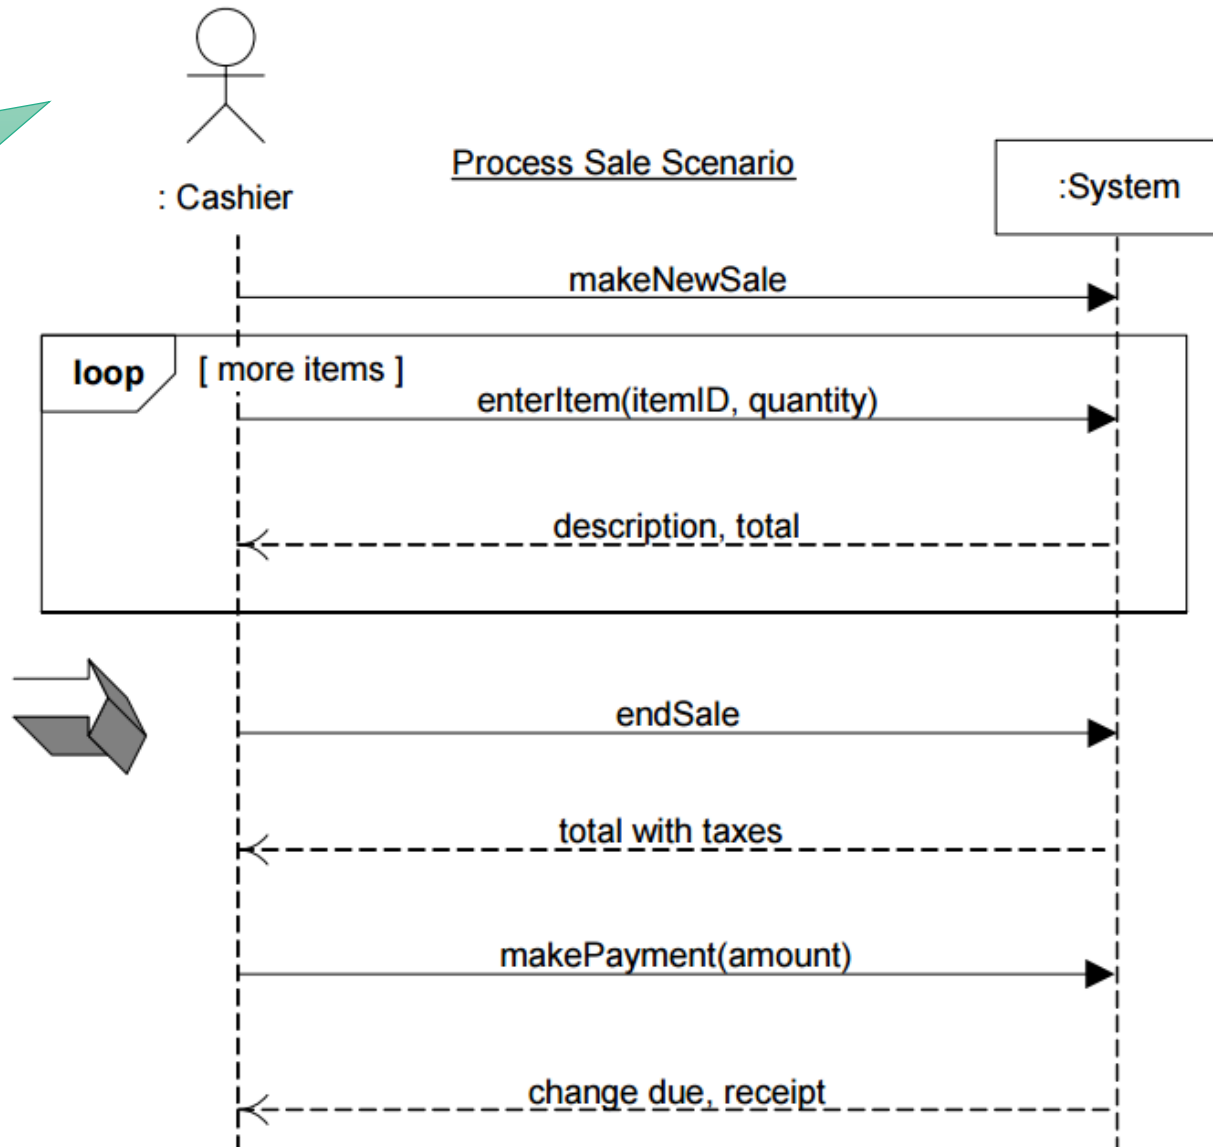 Process Sale Scenario
: Cashier
:System
makeNewSale
loop
[ more items ]
enterItem(itemID, quantity)
description, total
endSale
total with taxes
makePayment(amount)
change due, receipt